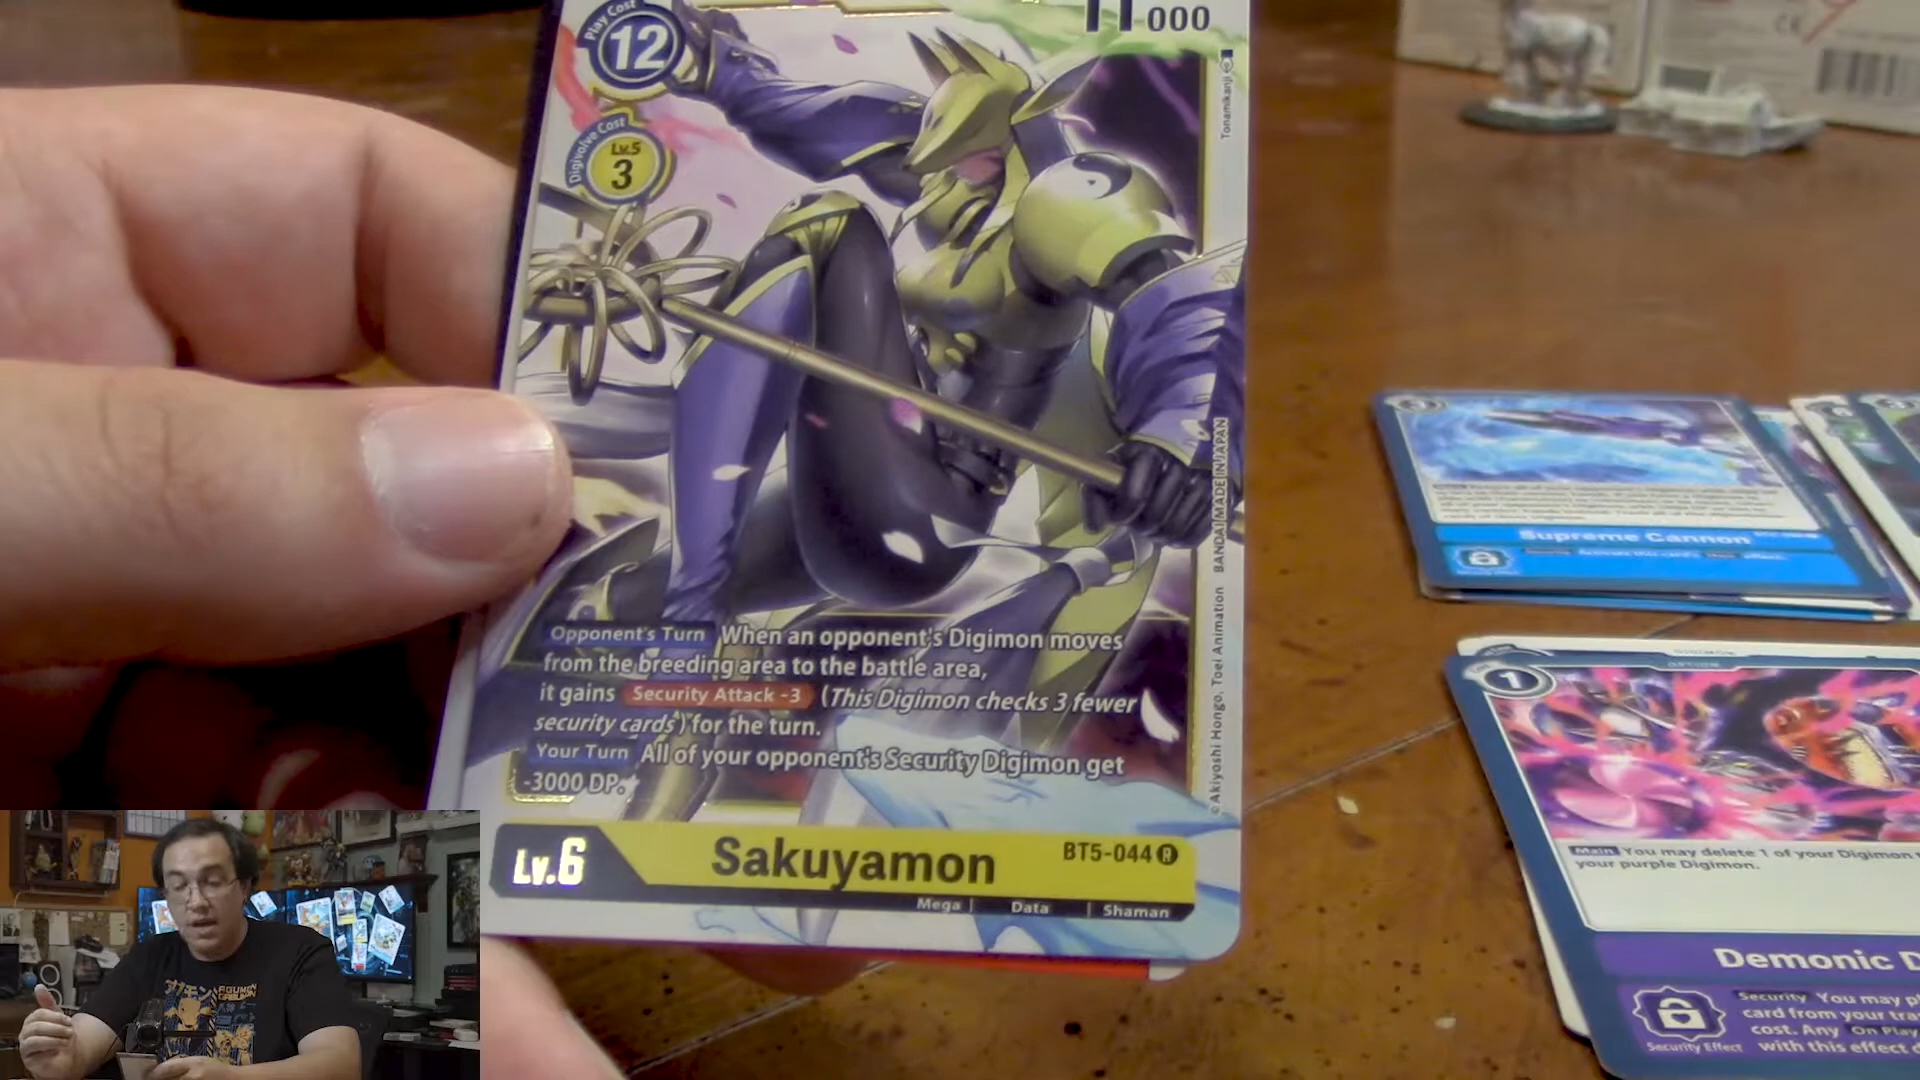 Play Cost
12
11000
Digivolve Cost
Lv.5
3
Tonamikanji
Opponent's Turn When an opponent's Digimon moves
from the breeding area to the battle area,
it gains Security Attack -3 (This Digimon checks 3 fewer
security cards) for the turn.
Your Turn All of your opponent's Security Digimon get
-3000 DP.
©Akiyoshi Hongo, Toei Animation BANDAI MADE IN JAPAN
Lv.6
Sakuyamon
BT5-044 R
Mega | Data | Shaman
Supreme Cannon
DIGIMON
OPTION
1
Main You may delete 1 of your Digimon
your purple Digimon.
Demonic D
Security You may pl
card from your tra
cost. Any On Play
with this effect d
Security Effect
AGUMON